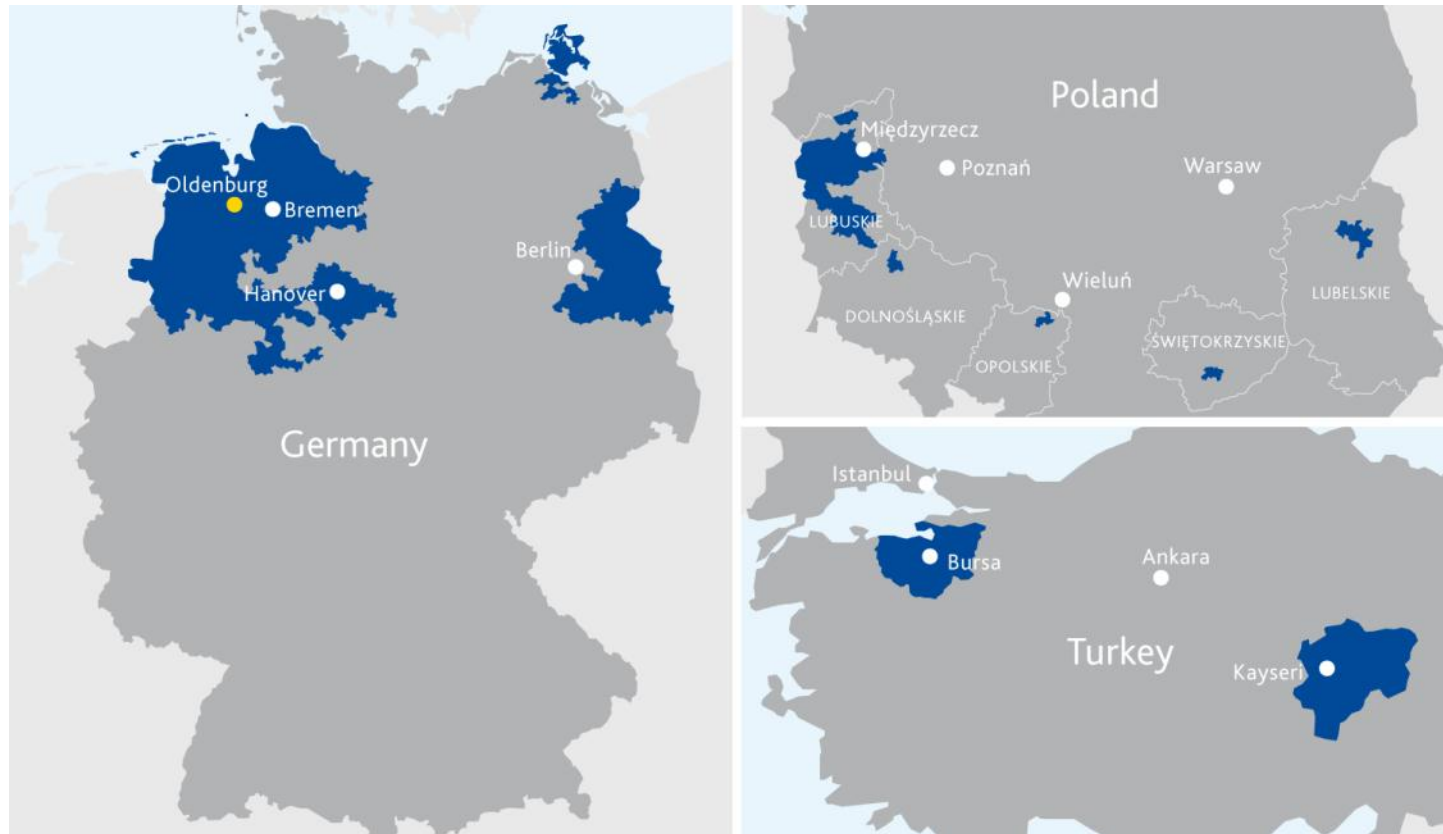 Oldenburg
Bremen
Berlin
Hanover
Germany
Poland
Międzyrzecz
Poznań
Warsaw
LUBUSKIE
Wieluń
LUBELSKIE
DOLNOŚLĄSKIE
ŚWIĘTOKRZYSKIE
OPOLSKIE
Istanbul
Bursa
Ankara
Turkey
Kayseri